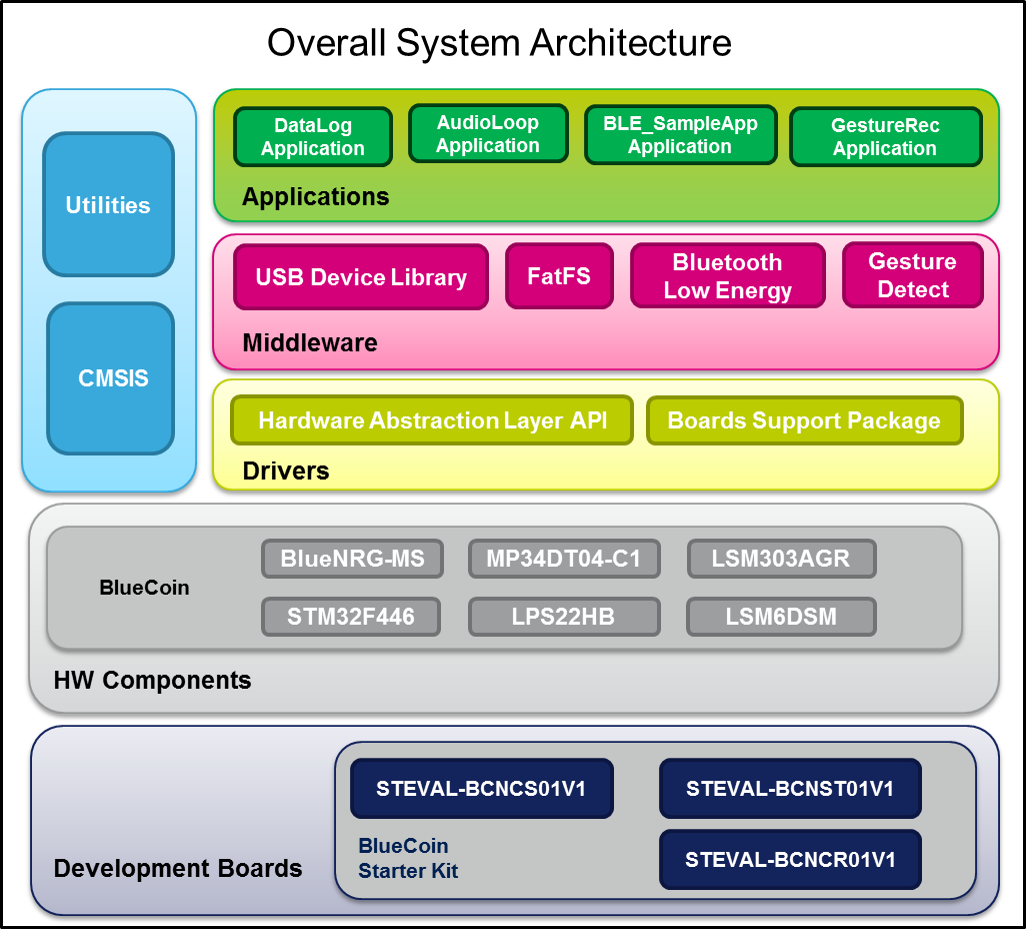 Overall System Architecture
Utilities
CMSIS
DataLog
Application
AudioLoop
Application
BLE_SampleApp
Application
GestureRec
Application
Applications
USB Device Library
FatFS
Bluetooth
Low Energy
Gesture
Detect
Middleware
Hardware Abstraction Layer API
Boards Support Package
Drivers
BlueCoin
BlueNRG-MS
MP34DT04-C1
LSM303AGR
STM32F446
LPS22HB
LSM6DSM
HW Components
STEVAL-BCNCS01V1
STEVAL-BCNST01V1
BlueCoin
Starter Kit
STEVAL-BCNCR01V1
Development Boards